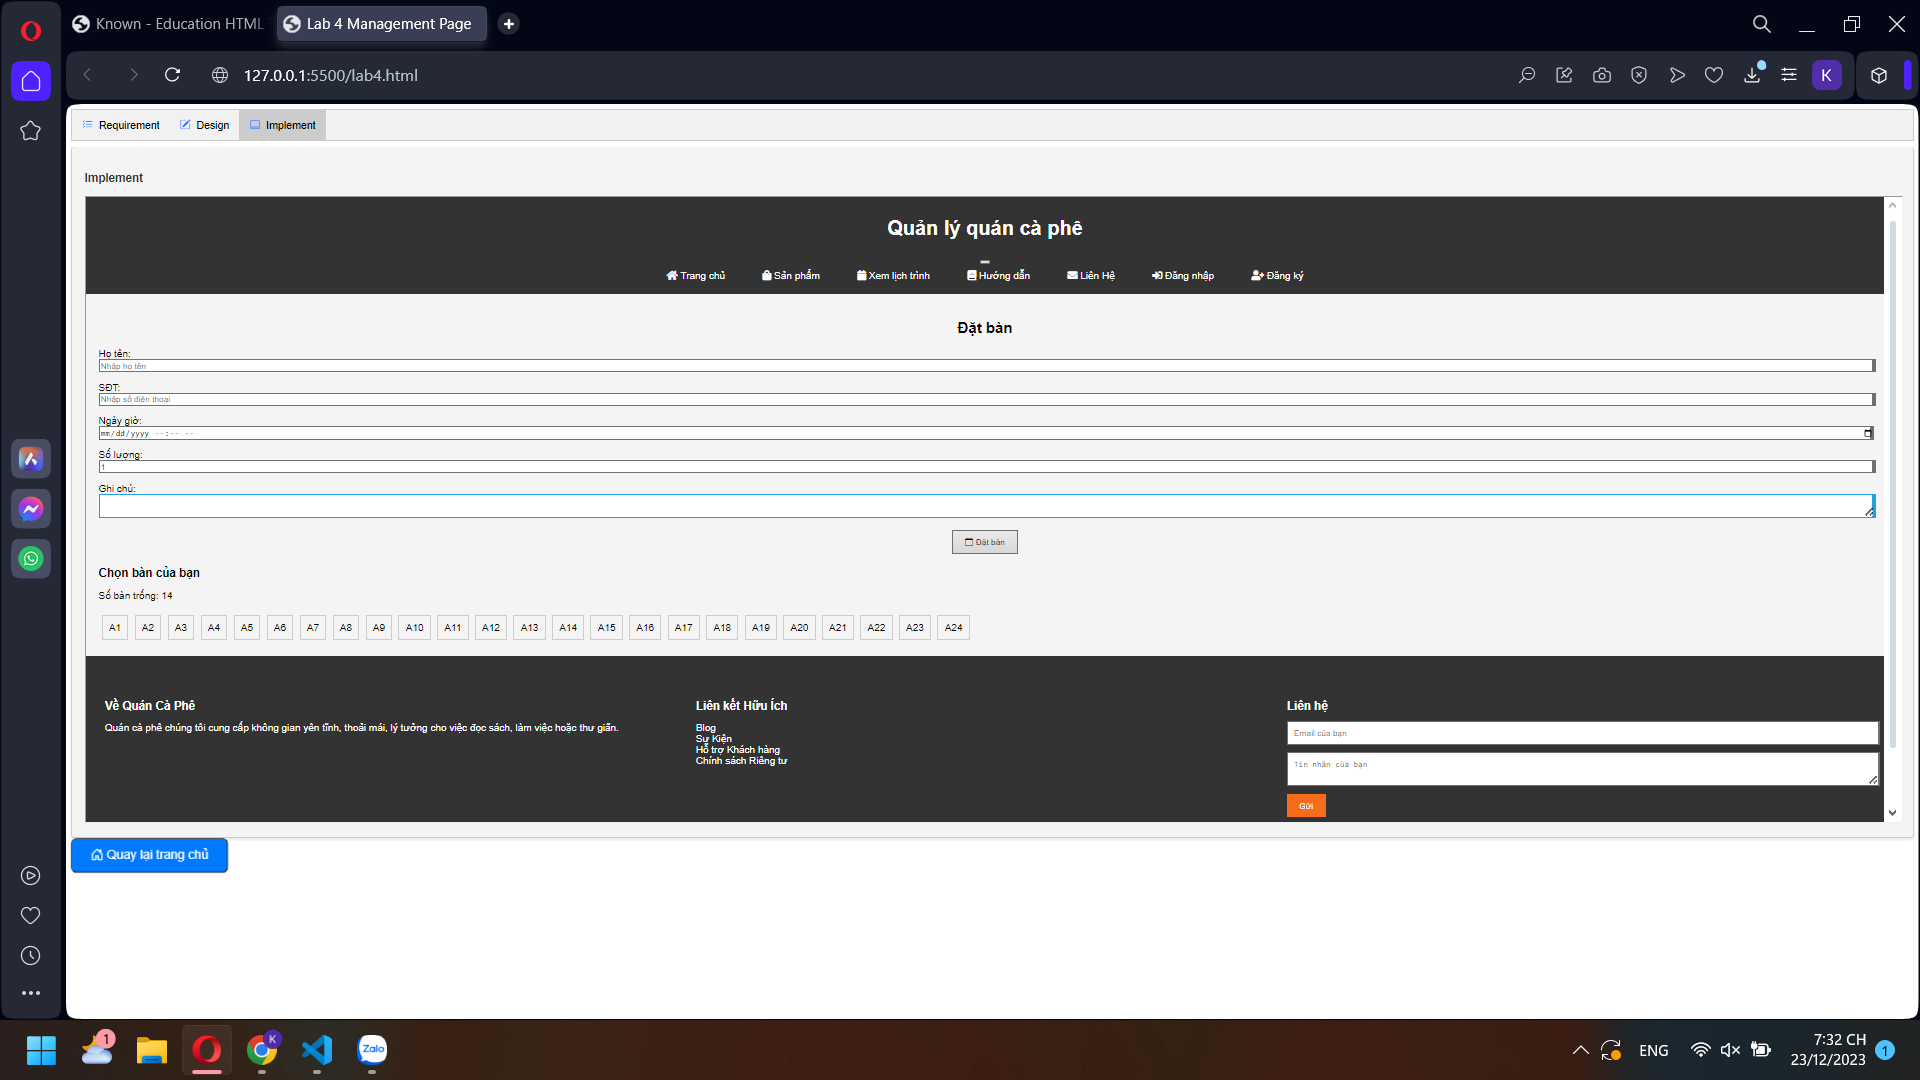 Known - Education HTML
Lab 4 Management Page
127.0.0.1:5500/lab4.html
K
Requirement
Design
Implement
Implement
Quản lý quán cà phê
Trang chủ
Sản phẩm
Xem lịch trình
Hướng dẫn
Liên Hệ
Đăng nhập
Đăng ký
Đặt bàn
Họ tên:
Nhập họ tên
SĐT:
Nhập số điện thoại
Ngày giờ:
mm/dd/yyyy --:-- --
Số lượng:
1
Ghi chú:
Đặt bàn
Chọn bàn của bạn
Số bàn trống: 14
A1 A2 A3 A4 A5 A6 A7 A8 A9 A10 A11 A12 A13 A14 A15 A16 A17 A18 A19 A20 A21 A22 A23 A24
Về Quán Cà Phê
Quán cà phê chúng tôi cung cấp không gian yên tĩnh, thoải mái, lý tưởng cho việc đọc sách, làm việc hoặc thư giãn.
Liên kết Hữu Ích
Blog
Sự Kiện
Hỗ trợ Khách hàng
Chính sách Riêng tư
Liên hệ
Email của bạn
Tin nhắn của bạn
Gửi
Quay lại trang chủ
1
K
Zalo
ENG
7:32 CH
23/12/2023
1